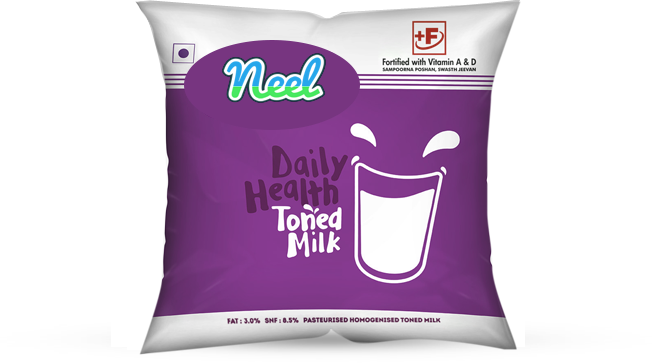 +F
Neel
Fortified with Vitamin A & D
SAMPOORNA POSHAN, SWASTH JEEVAN
Daily
Health
Toned
Milk
FAT : 3.0% SNF : 8.5% PASTEURISED HOMOGENISED TONED MILK